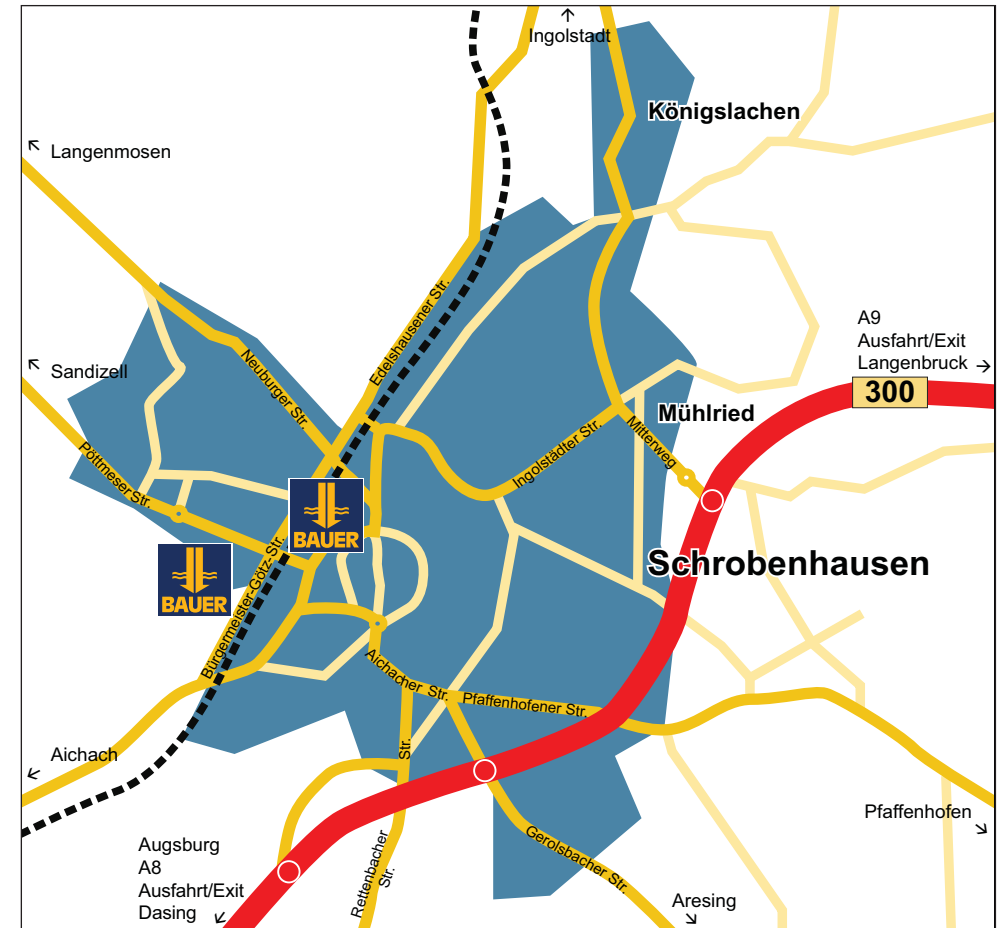 Ingolstadt
Königslachen
Langenmosen
A9
Ausfahrt/Exit
Langenbruck
300
Sandizell
Edelshausener Str.
Neuburger Str.
Mühlried
Ingolstädter Str.
Mitterweg
Pöttmeser Str.
BAUER
BAUER
Schrobenhausen
Bürgermeister-Götz-Str.
Aichacher Str.
Pfaffenhofener Str.
Str.
Aichach
Pfaffenhofen
Augsburg
A8
Ausfahrt/Exit
Dasing
Rettenbacher
Str.
Gerolsbacher Str.
Aresing